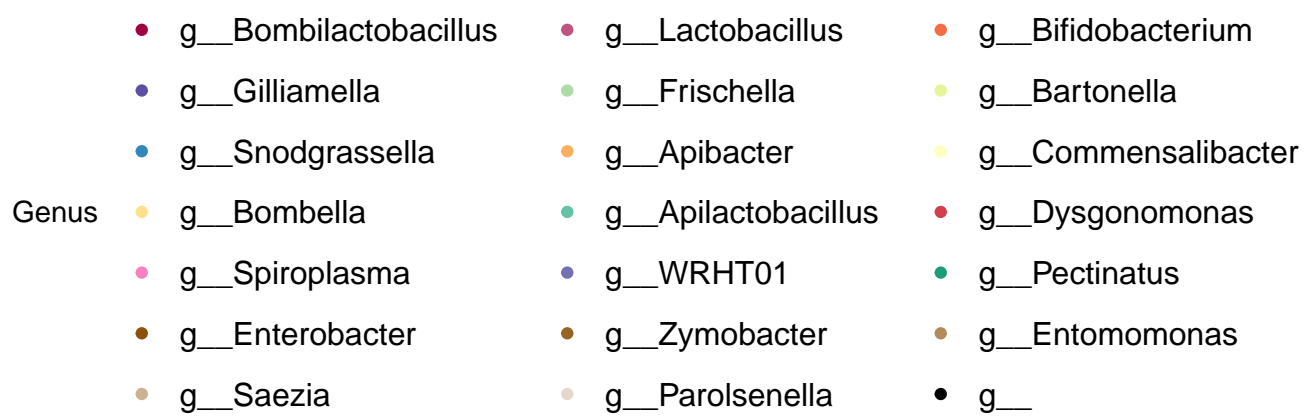 g__Bombilactobacillus g__Lactobacillus g__Bifidobacterium
g__Gilliamella g__Frischella g__Bartonella
g__Snodgrassella g__Apibacter g__Commensalibacter
Genus g__Bombella g__Apilactobacillus g__Dysgonomonas
g__Spiroplasma g__WRHT01 g__Pectinatus
g__Enterobacter g__Zymobacter g__Entomomonas
g__Saezia g__Parolsenella g__